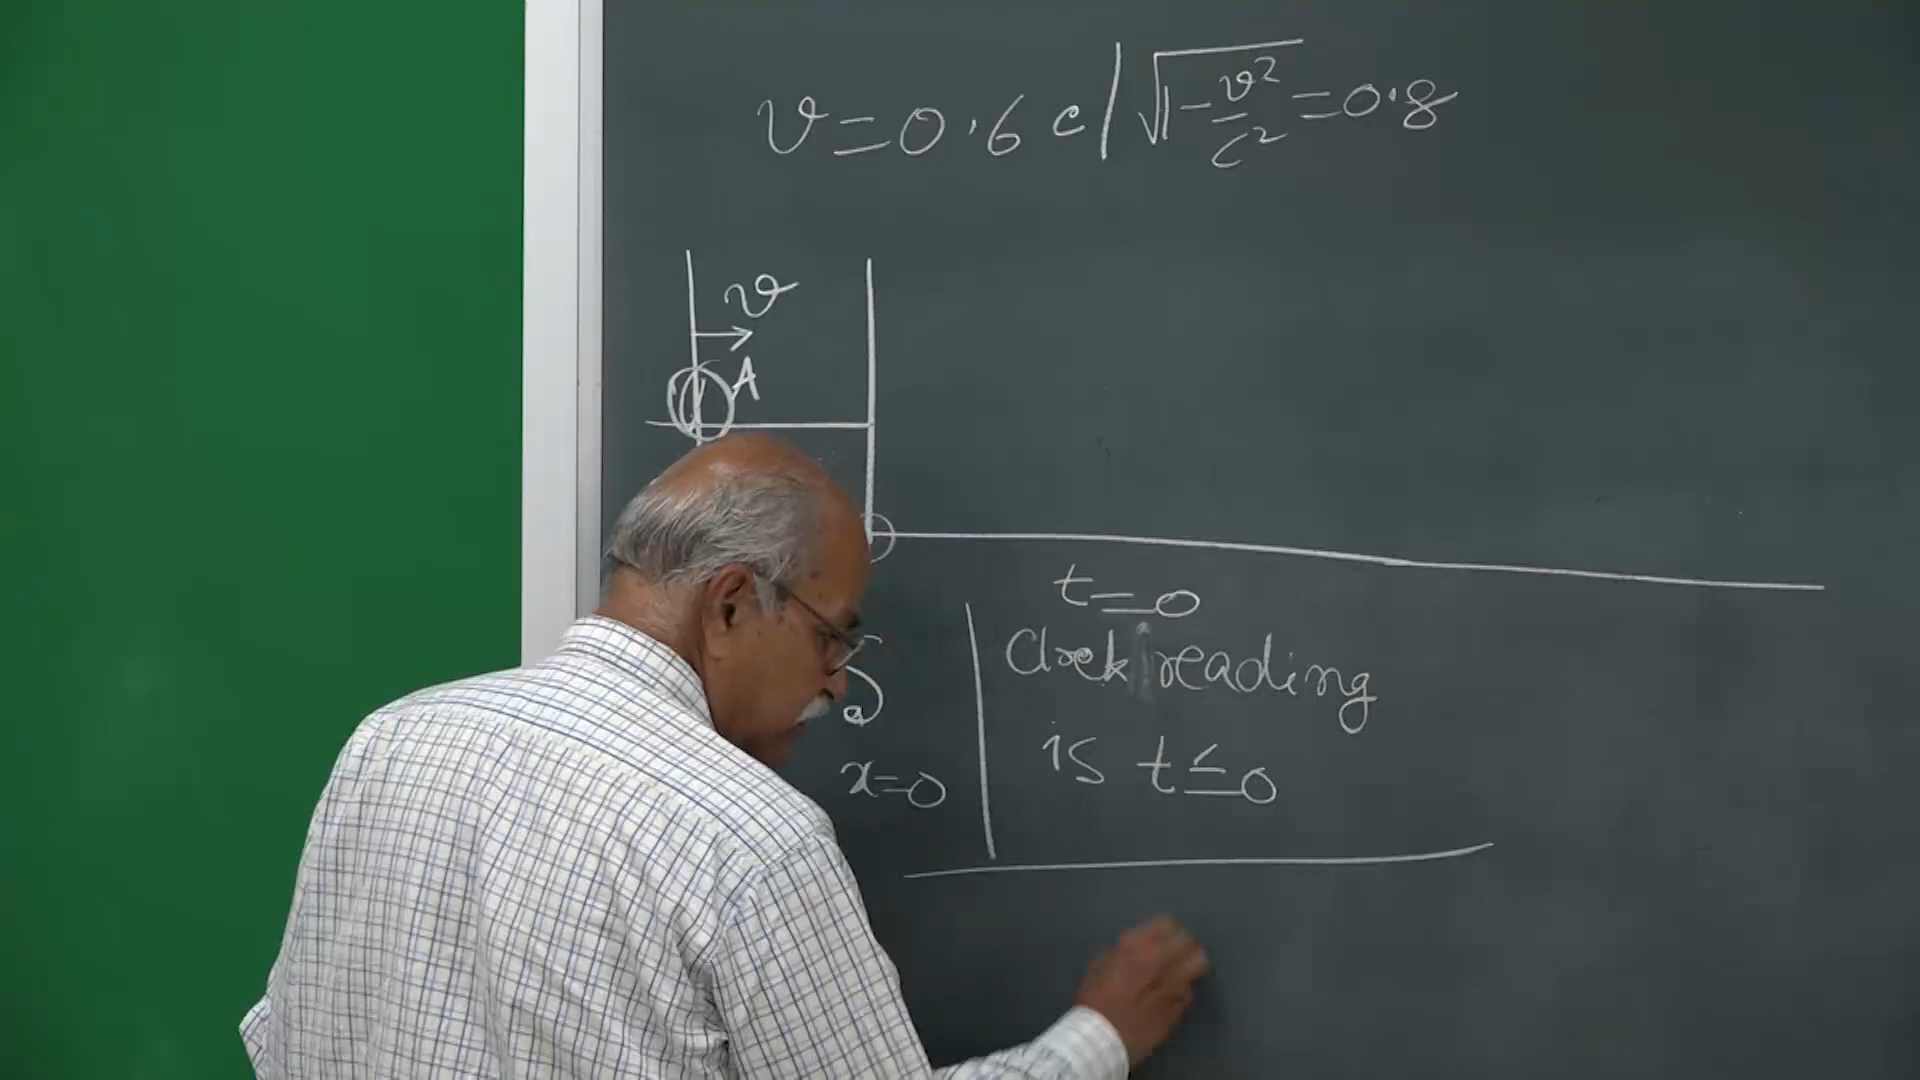 v = 0.6 c | √1 - v²/c² = 0.8
v
A
t = 0
Clock reading
is t ≤ 0
x = 0